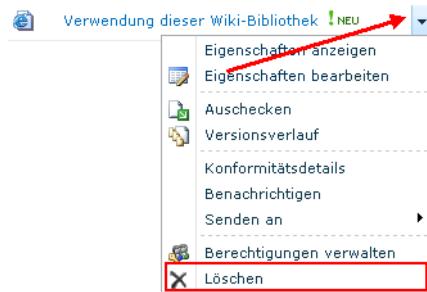 Verwendung dieser Wiki-Bibliothek ! NEU
Eigenschaften anzeigen
Eigenschaften bearbeiten
Auschecken
Versionsverlauf
Konformitätsdetails
Benachrichtigen
Senden an
Berechtigungen verwalten
Löschen